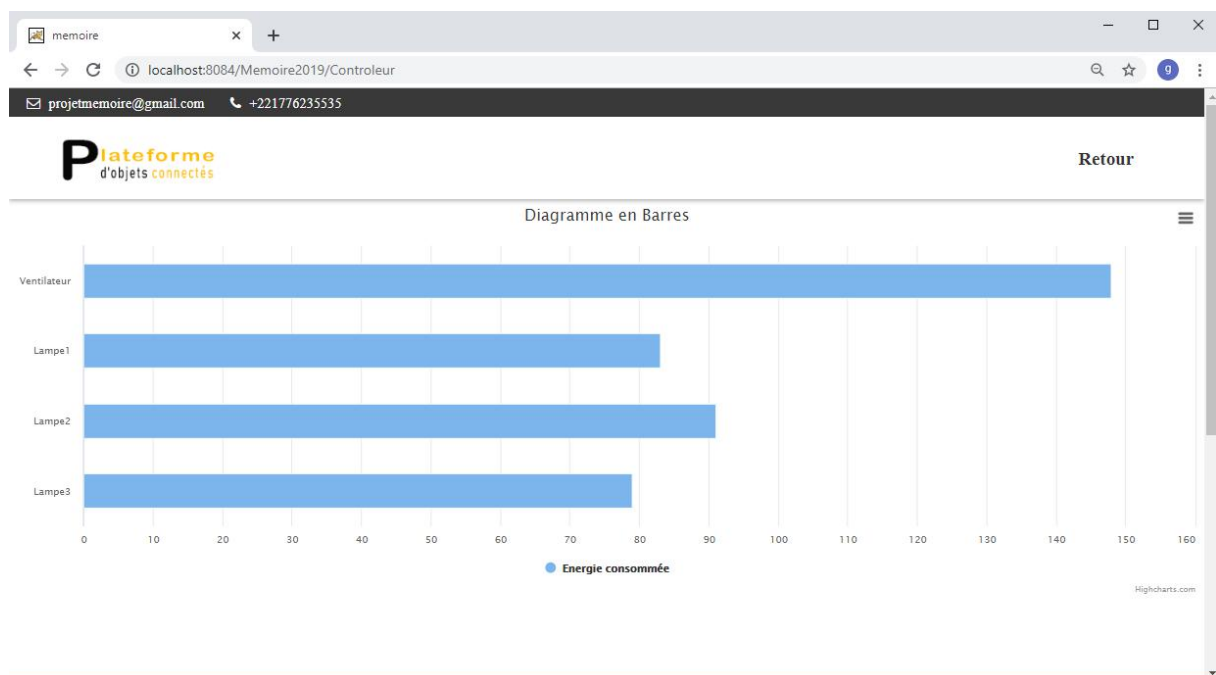 memoire
localhost:8084/Memoire2019/Controleur
g
projetmemoire@gmail.com +221776235535
Plateforme
d'objets connectés
Retour
Diagramme en Barres
Ventilateur
Lampe1
Lampe2
Lampe3
0 10 20 30 40 50 60 70 80 90 100 110 120 130 140 150 160
Energie consommée
Highcharts.com